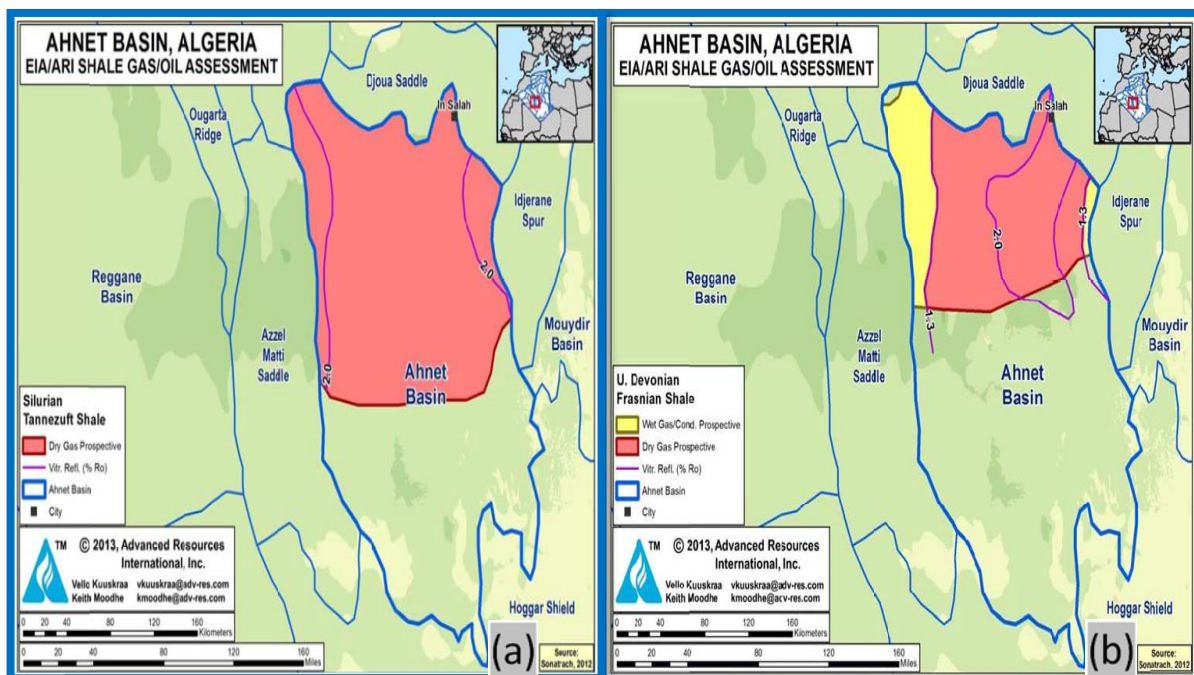 AHNET BASIN, ALGERIA
EIA/ARI SHALE GAS/OIL ASSESSMENT
Djoua Saddle
In Salah
Ougarta
Ridge
Idjerane
Spur
Reggane
Basin
2.0
Azzel
Matti
Saddle
Mouydir
Basin
2.0
Ahnet
Basin
Silurian
Tannezuft Shale
Dry Gas Prospective
Vitr. Refl. (% Ro)
Ahnet Basin
City
TM
© 2013, Advanced Resources
International, Inc.
Vello Kuuskraa vkuuskraa@adv-res.com
Keith Moodhe kmoodhe@adv-res.com
Hoggar Shield
0 20 40 80 120 160
Kilometers
0 20 40 80 120 160
Miles
(a)
Source:
Sonatrach, 2012
AHNET BASIN, ALGERIA
EIA/ARI SHALE GAS/OIL ASSESSMENT
Djoua Saddle
In Salah
Ougarta
Ridge
Idjerane
Spur
1.3
2.0
Reggane
Basin
1.3
Azzel
Matti
Saddle
Mouydir
Basin
Ahnet
Basin
U. Devonian
Frasnian Shale
Wet Gas/Cond. Prospective
Dry Gas Prospective
Vitr. Refl. (% Ro)
Ahnet Basin
City
TM
© 2013, Advanced Resources
International, Inc.
Vello Kuuskraa vkuuskraa@adv-res.com
Keith Moodhe kmoodhe@adv-res.com
Hoggar Shield
0 20 40 80 120 160
Kilometers
0 20 40 80 120 160
Miles
(b)
Source:
Sonatrach, 2012